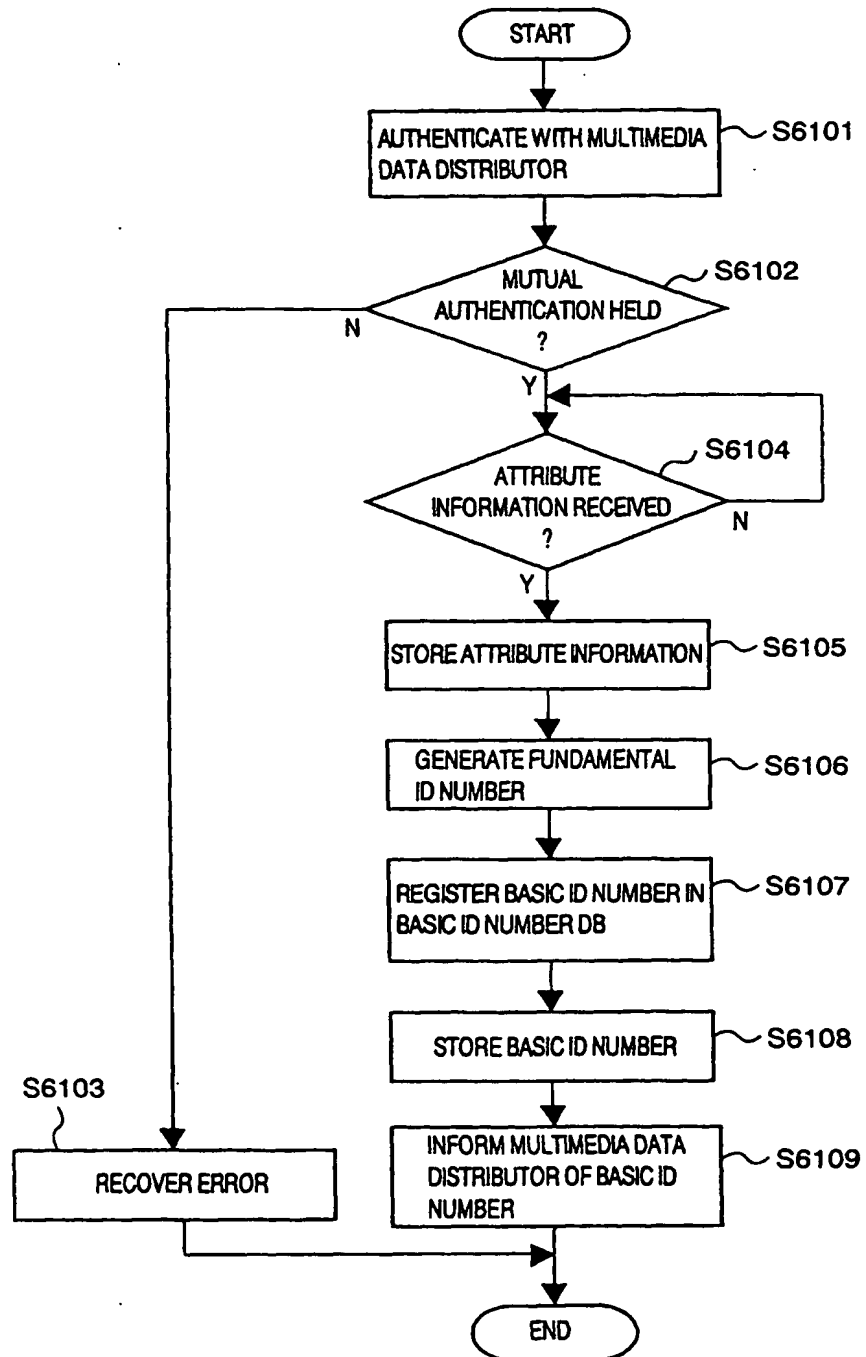 START
AUTHENTICATE WITH MULTIMEDIA
DATA DISTRIBUTOR
S6101
MUTUAL
AUTHENTICATION HELD
?
S6102
N
Y
ATTRIBUTE
INFORMATION RECEIVED
?
S6104
N
Y
STORE ATTRIBUTE INFORMATION
S6105
GENERATE FUNDAMENTAL
ID NUMBER
S6106
REGISTER BASIC ID NUMBER IN
BASIC ID NUMBER DB
S6107
STORE BASIC ID NUMBER
S6108
S6103
RECOVER ERROR
INFORM MULTIMEDIA DATA
DISTRIBUTOR OF BASIC ID
NUMBER
S6109
END